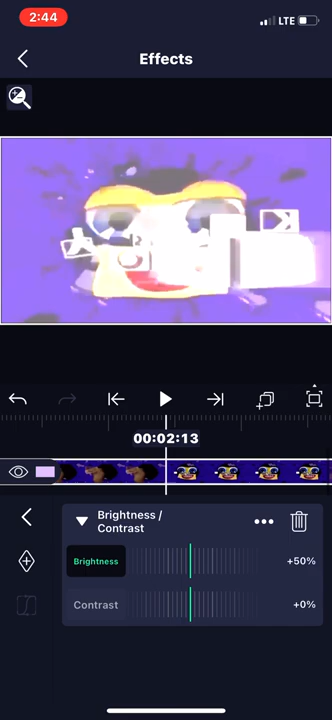 2:44
LTE
Effects
00:02:13
Brightness /
Contrast
Brightness
+50%
Contrast
+0%